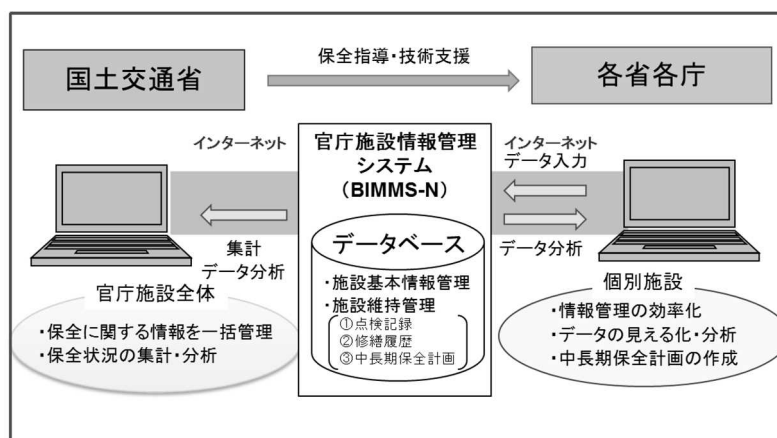 国土交通省
保全指導・技術支援
各省各庁
インターネット
官庁施設情報管理
システム
（BIMMS-N）
インターネット
データ入力
集計
データ分析
データベース
・施設基本情報管理
・施設維持管理
①点検記録
②修繕履歴
③中長期保全計画
データ分析
官庁施設全体
・保全に関する情報を一括管理
・保全状況の集計・分析
個別施設
・情報管理の効率化
・データの見える化・分析
・中長期保全計画の作成